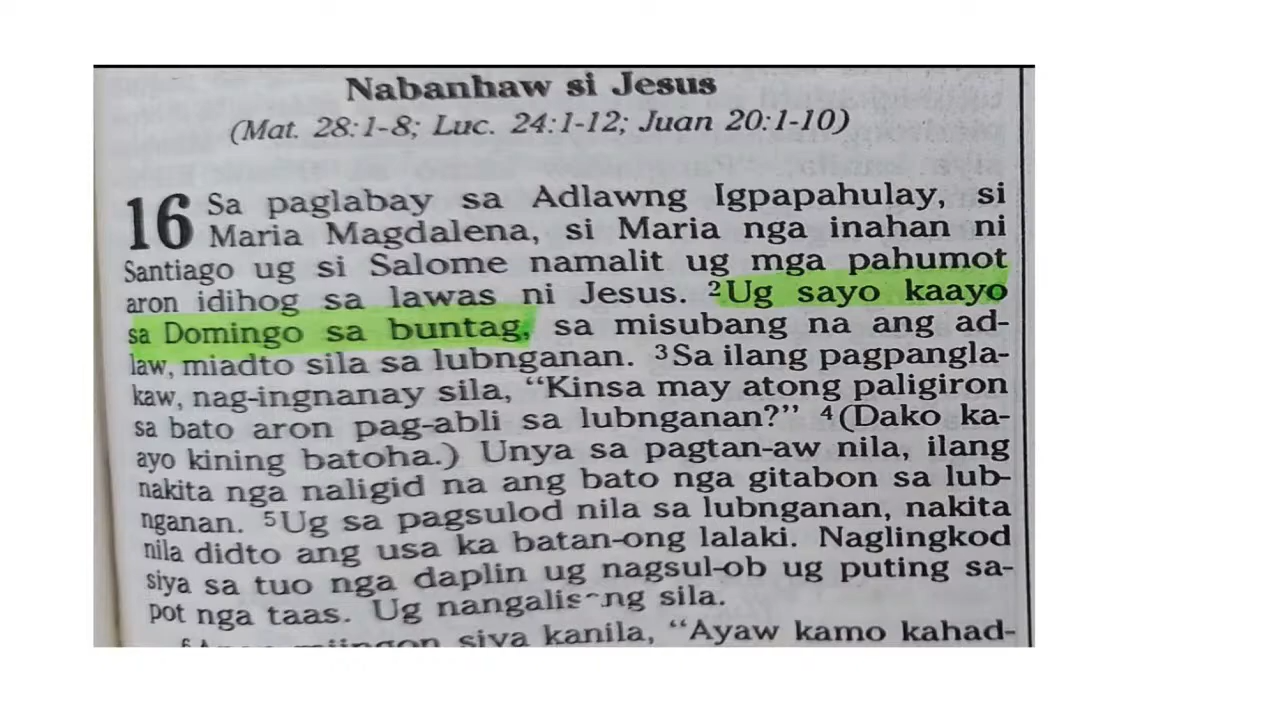 Nabanhaw si Jesus
(Mat. 28:1-8; Luc. 24:1-12; Juan 20:1-10)
16 Sa paglabay sa Adlawng Igpapahulay, si
Maria Magdalena, si Maria nga inahan ni
Santiago ug si Salome namalit ug mga pahumot
aron idihog sa lawas ni Jesus. 2Ug sayo kaayo
sa Domingo sa buntag, sa misubang na ang ad-
law, miadto sila sa lubnganan. 3Sa ilang pagpangla-
kaw, nag-ingnanay sila, “Kinsa may atong paligiron
sa bato aron pag-abli sa lubnganan?” 4(Dako ka-
ayo kining batoha.) Unya sa pagtan-aw nila, ilang
nakita nga naligid na ang bato nga gitabon sa lub-
nganan. 5Ug sa pagsulod nila sa lubnganan, nakita
nila didto ang usa ka batan-ong lalaki. Naglingkod
siya sa tuo nga daplin ug nagsul-ob ug puting sa-
pot nga taas. Ug sila.
siya kanila, “Ayaw kamo kahad-